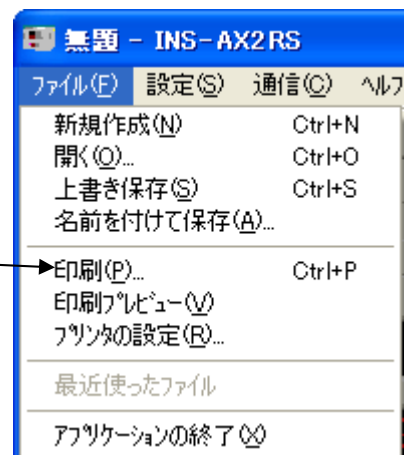 無題 - INS-AX2RS
ファイル(F) 設定(S) 通信(C) ヘルプ
新規作成(N) Ctrl+N
開く(O)... Ctrl+O
上書き保存(S) Ctrl+S
名前を付けて保存(A)...
印刷(P)... Ctrl+P
印刷プレビュー(V)
プリンタの設定(R)...
最近使ったファイル
アプリケーションの終了(X)